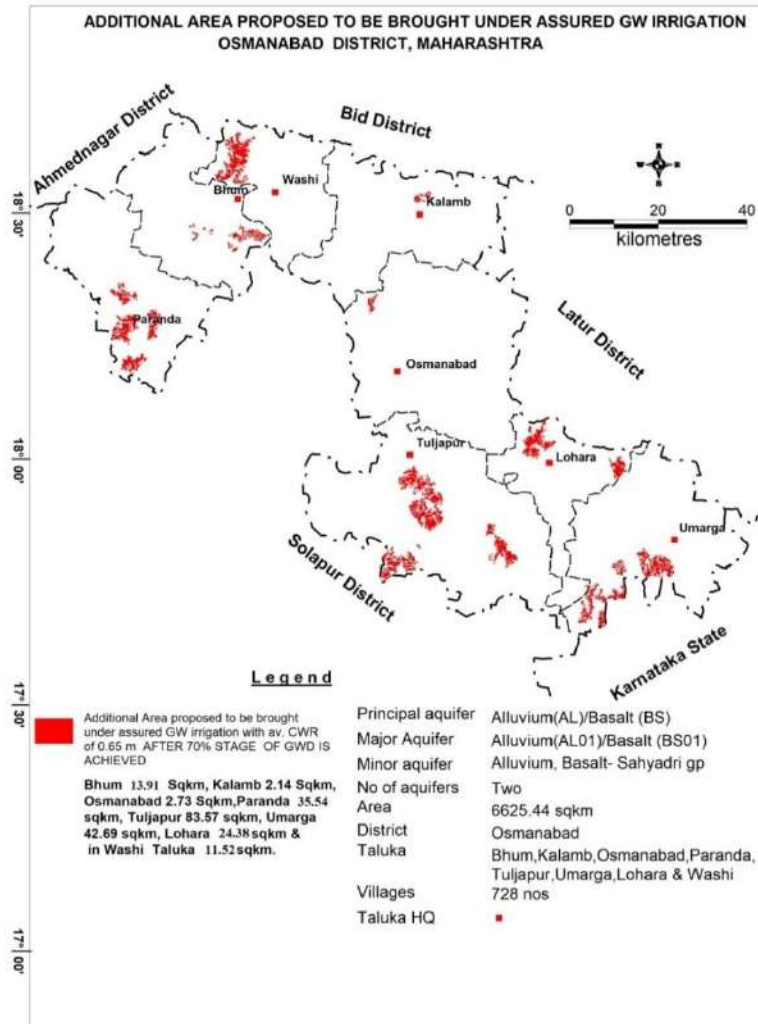 ADDITIONAL AREA PROPOSED TO BE BROUGHT UNDER ASSURED GW IRRIGATION
OSMANABAD DISTRICT, MAHARASHTRA
Ahmednagar District
Bid District
Washi
Bhum
Kalamb
18° 30'
0 20 40
kilometres
Paranda
Latur District
Osmanabad
Tuljapur
Lohara
18° 00'
Umarga
Solapur District
Karnataka State
17° 30'
Legend
Additional Area proposed to be brought
under assured GW irrigation with av. CWR
of 0.65 m AFTER 70% STAGE OF GWD IS
ACHIEVED
Bhum 13.91 Sqkm, Kalamb 2.14 Sqkm,
Osmanabad 2.73 Sqkm,Paranda 35.54
sqkm, Tuljapur 83.57 sqkm, Umarga
42.69 sqkm, Lohara 24.38 sqkm &
in Washi Taluka 11.52sqkm.
Principal aquifer Alluvium(AL)/Basalt (BS)
Major Aquifer Alluvium(AL01)/Basalt (BS01)
Minor aquifer Alluvium, Basalt- Sahyadri gp
No of aquifers Two
Area 6625.44 sqkm
District Osmanabad
Taluka Bhum,Kalamb,Osmanabad,Paranda,
Tuljapur,Umarga,Lohara & Washi
Villages 728 nos
Taluka HQ
17° 00'